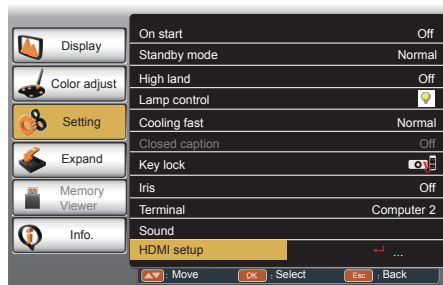 Display
Color adjust
Setting
Expand
Memory
Viewer
Info.
On start Off
Standby mode Normal
High land Off
Lamp control
Cooling fast Normal
Closed caption Off
Key lock
Iris Off
Terminal Computer 2
Sound
HDMI setup ...
: Move OK : Select Esc : Back